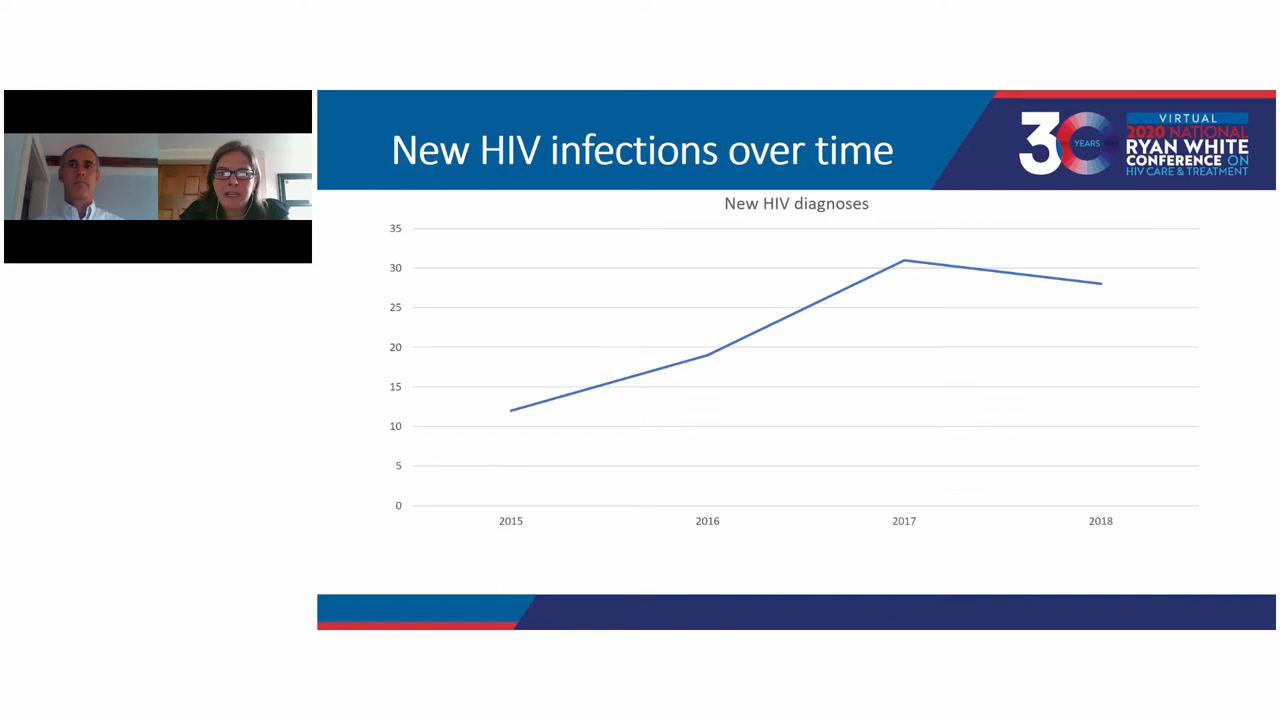 New HIV infections over time
30
YEARS
VIRTUAL
2020 NATIONAL
RYAN WHITE
CONFERENCE ON
HIV CARE & TREATMENT
New HIV diagnoses
35
30
25
20
15
10
5
0
2015 2016 2017 2018